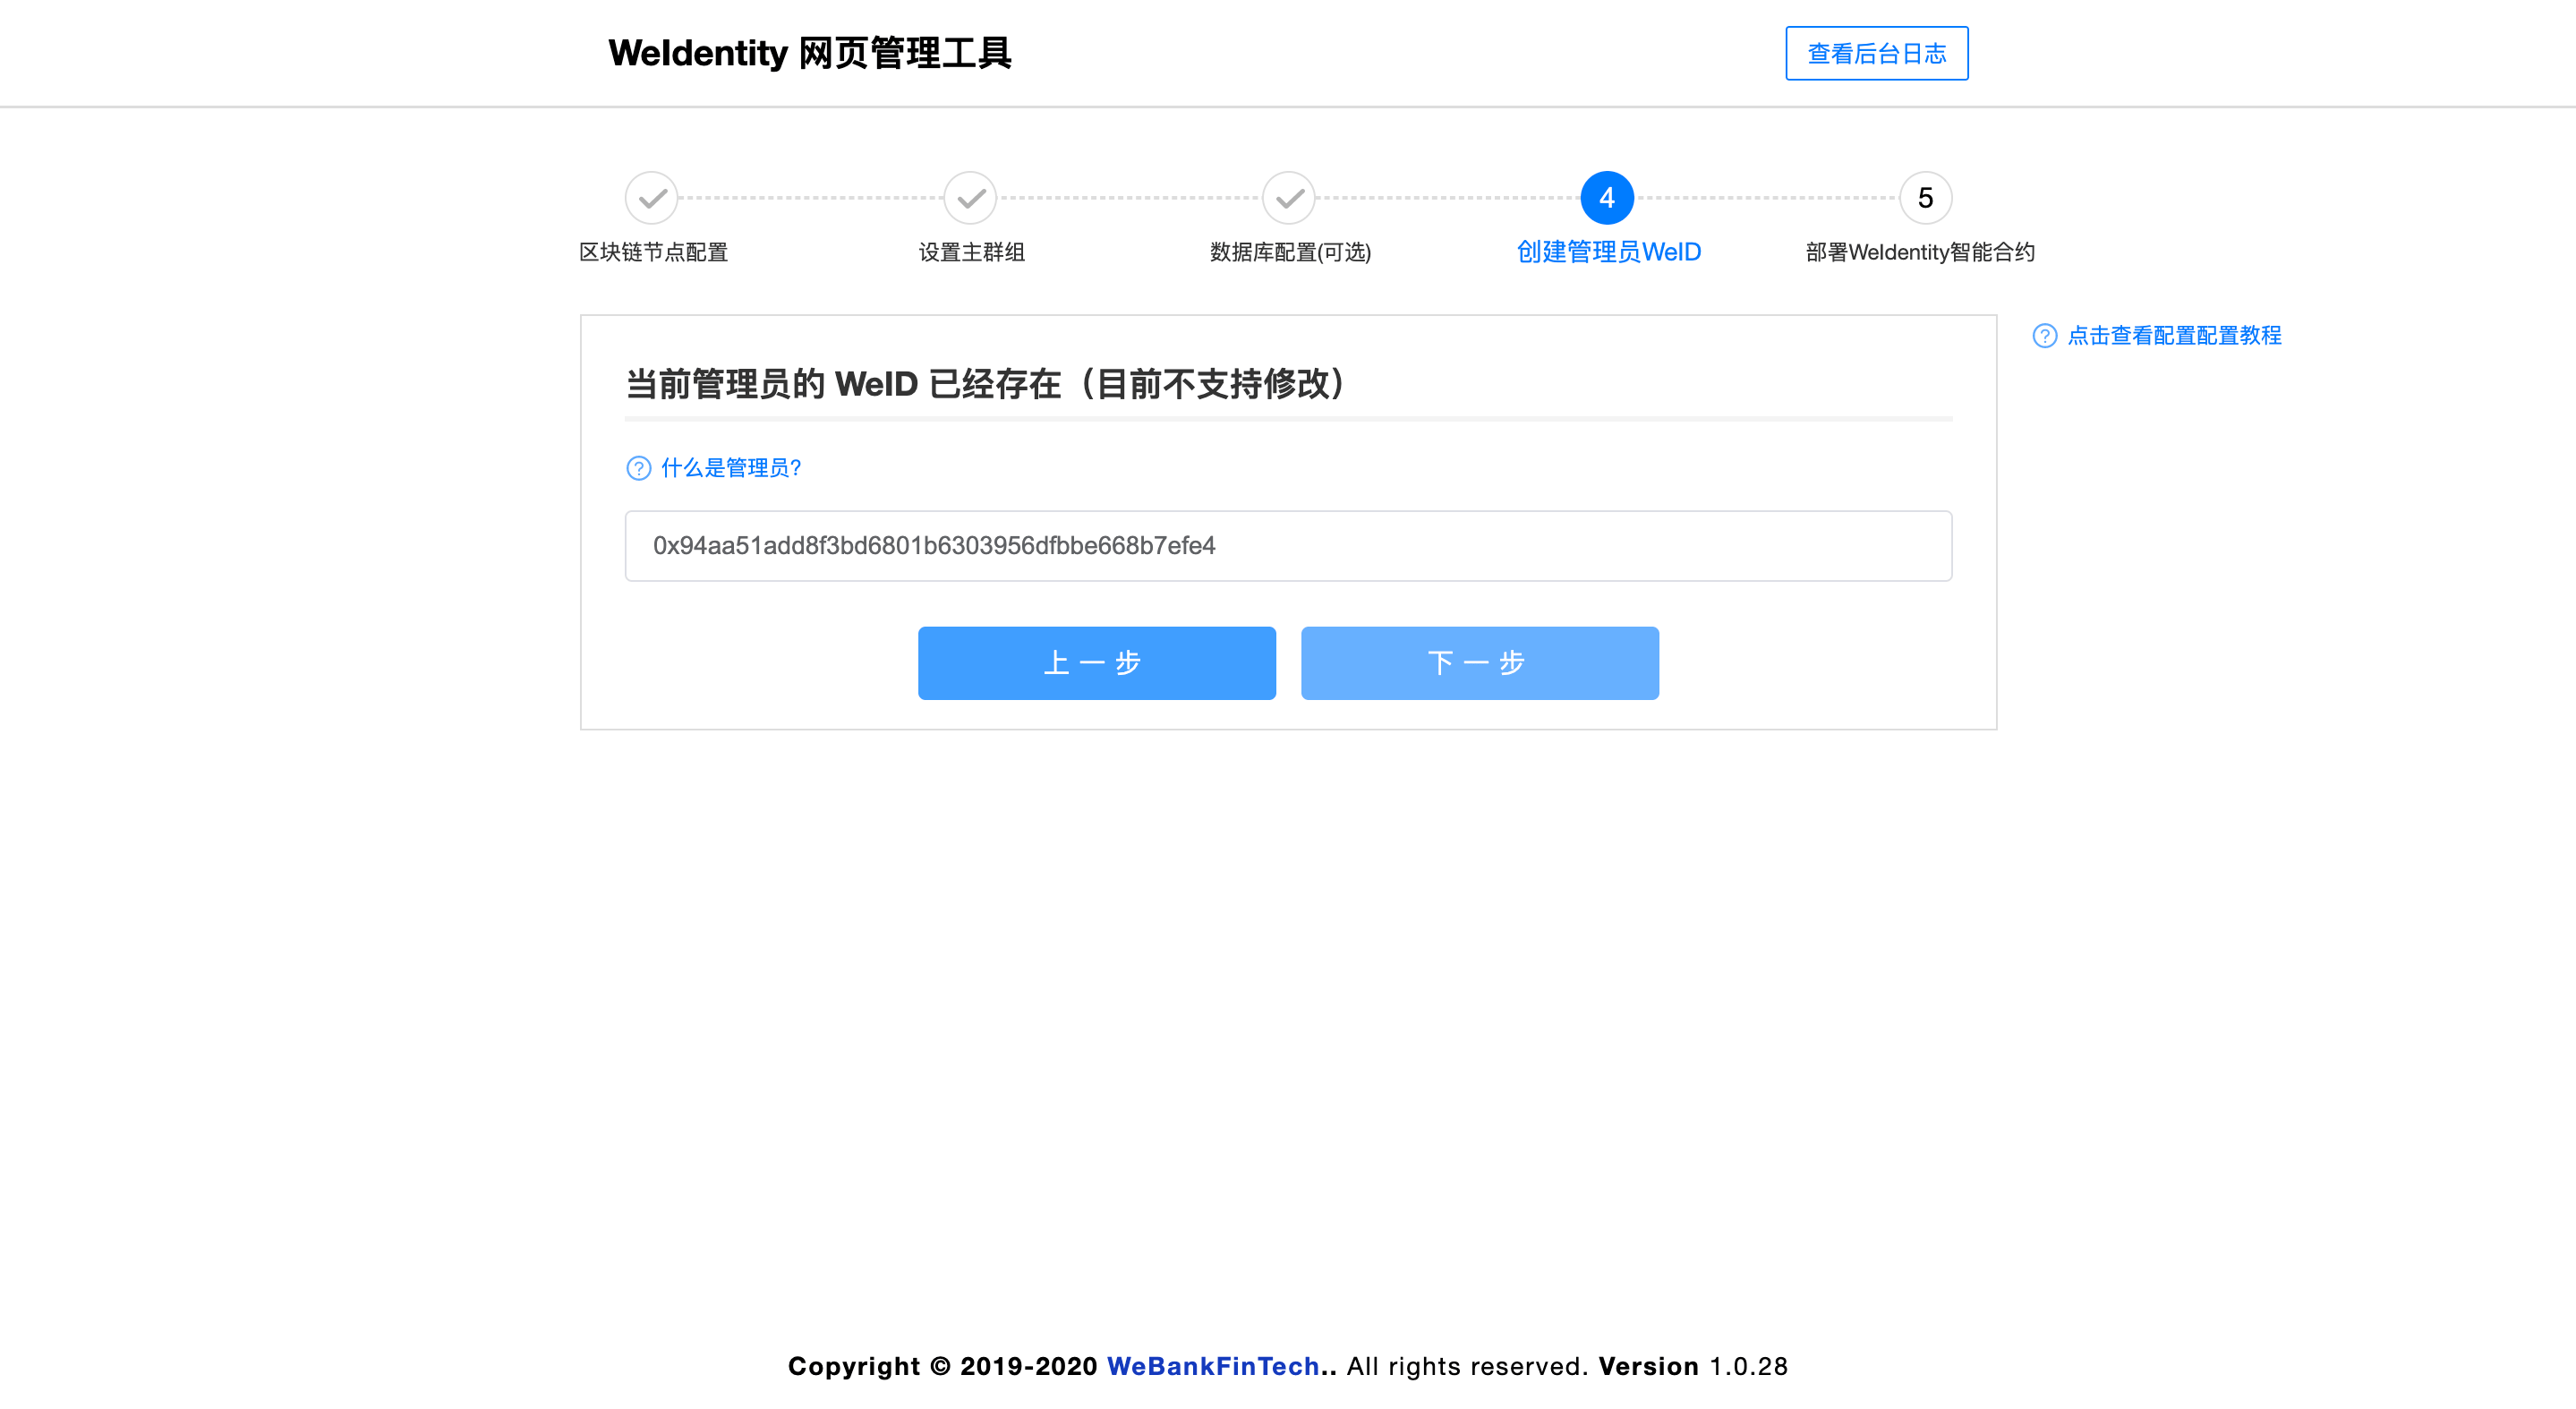 WeIdentity 网页管理工具
查看后台日志
4
5
区块链节点配置
设置主群组
数据库配置(可选)
创建管理员WeID
部署WeIdentity智能合约
点击查看配置配置教程
当前管理员的 WeID 已经存在（目前不支持修改）
什么是管理员?
0x94aa51add8f3bd6801b6303956dfbbe668b7efe4
上一步
下一步
Copyright © 2019-2020 WeBankFinTech.. All rights reserved. Version 1.0.28